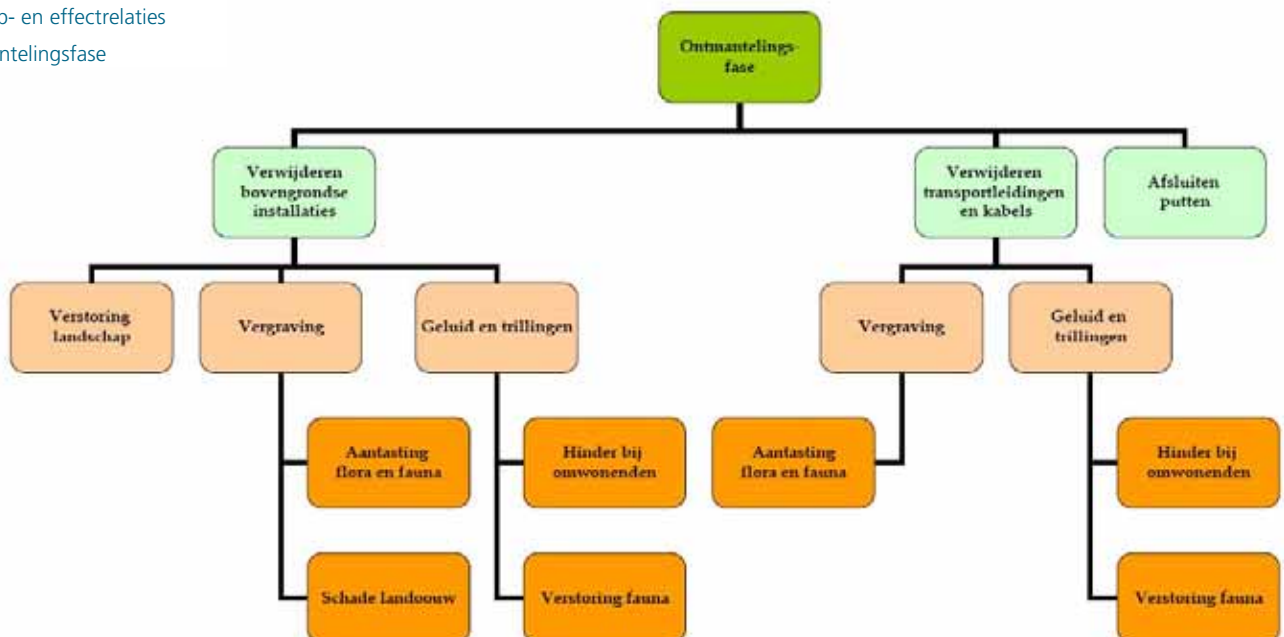 p- en effectrelaties
ntelingsfase
Ontmantelings-
fase
Verwijderen
bovengrondse
installaties
Verwijderen
transportleidingen
en kabels
Afsluiten
putten
Verstoring
landschap
Vergraving
Geluid en trillingen
Vergraving
Geluid en
trillingen
Aantasting
flora en fauna
Hinder bij
omwonenden
Aantasting
flora en fauna
Hinder bij
omwonenden
Schade landoouw
Verstoring fauna
Verstoring fauna